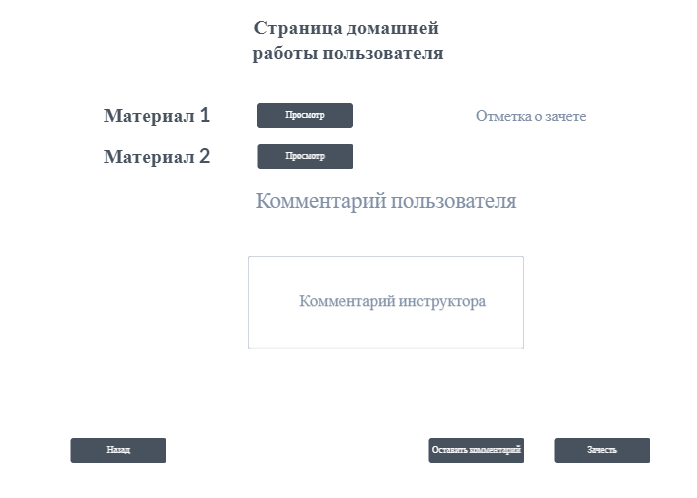 Страница домашней
работы пользователя
Материал 1
Просмотр
Отметка о зачете
Материал 2
Просмотр
Комментарий пользователя
Комментарий инструктора
Назад
Оставить комментарий
Зачесть